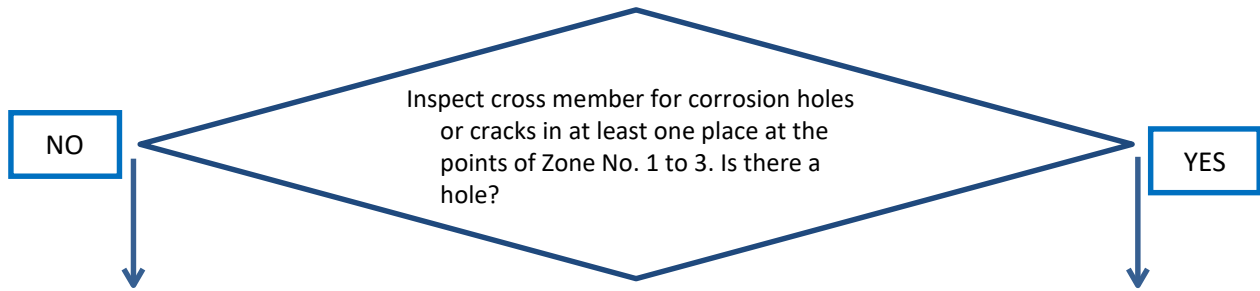 Inspect cross member for corrosion holes
or cracks in at least one place at the
points of Zone No. 1 to 3. Is there a
hole?
NO
YES